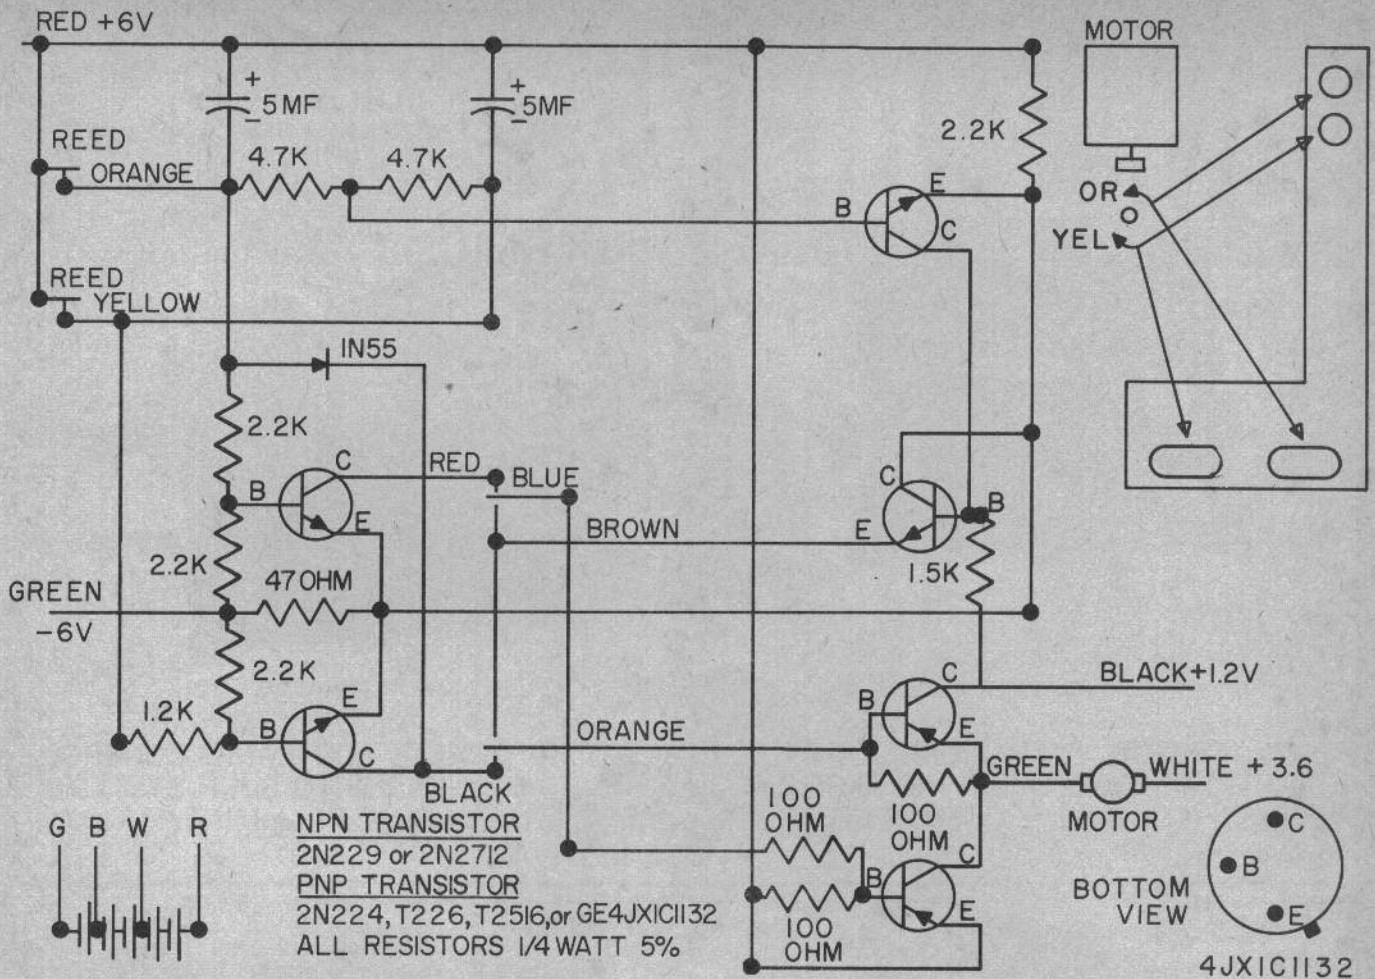 RED +6V
+
5MF
-
+
5MF
-
2.2K
MOTOR
REED
ORANGE
4.7K
4.7K
B
E
C
OR
YEL
REED
YELLOW
IN55
2.2K
C
RED
BLUE
B
E
BROWN
C
B
E
2.2K
47 OHM
1.5K
GREEN
-6V
2.2K
1.2K
B
E
C
BLACK
ORANGE
B
C
E
BLACK+1.2V
100
OHM
GREEN
WHITE + 3.6
MOTOR
100
OHM
100
OHM
B
C
E
G B W R
NPN TRANSISTOR
2N229 or 2N2712
PNP TRANSISTOR
2N224, T226, T2516, or GE4JX1C1132
ALL RESISTORS 1/4 WATT 5%
C
B
E
BOTTOM
VIEW
4JX1C1132